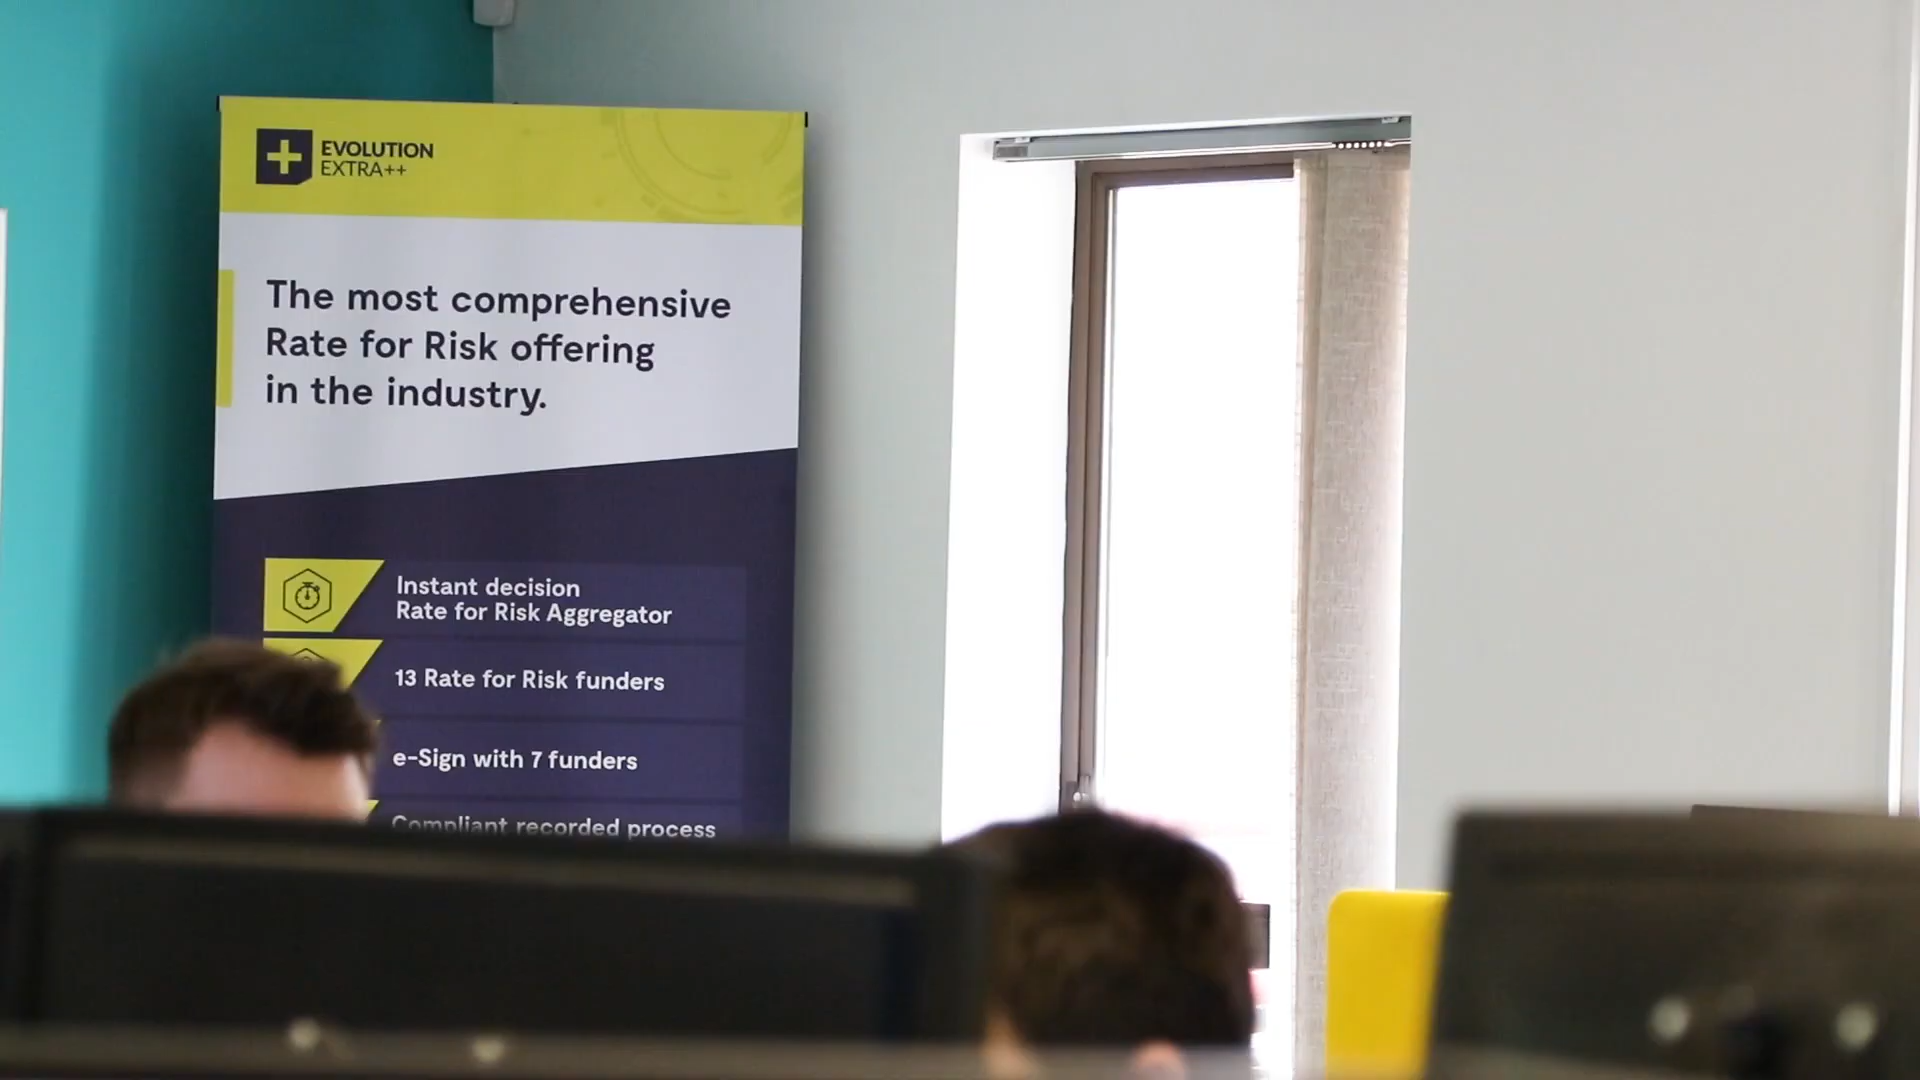 EVOLUTION
EXTRA++
The most comprehensive
Rate for Risk offering
in the industry.
Instant decision
Rate for Risk Aggregator
13 Rate for Risk funders
e-Sign with 7 funders
Compliant recorded process